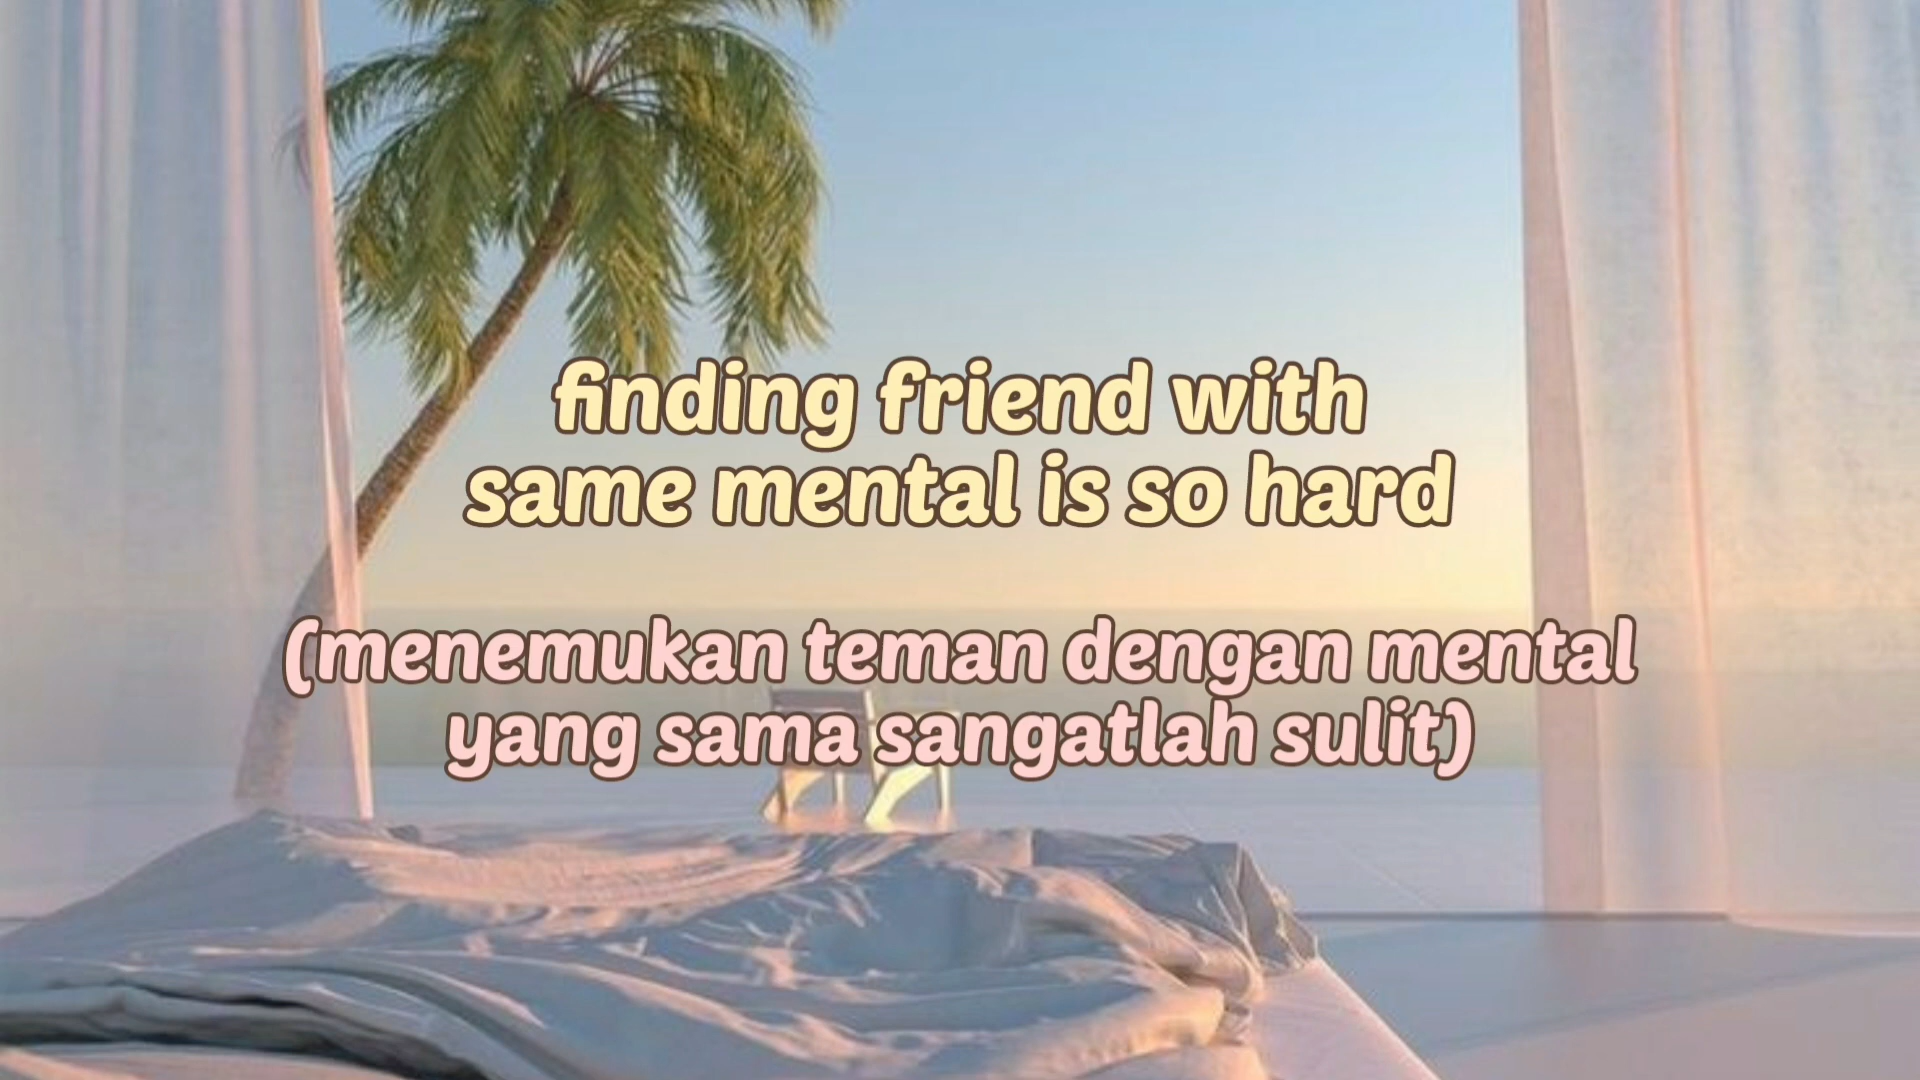 finding friend with
same mental is so hard
(menemukan teman dengan mental
yang sama sangatlah sulit)